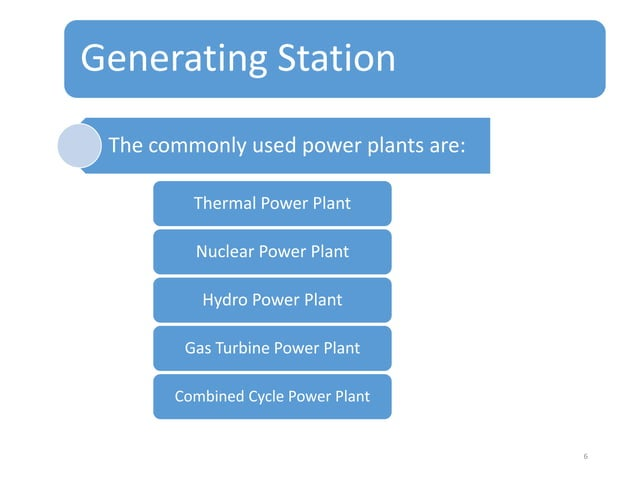 Generating Station
The commonly used power plants are:
Thermal Power Plant
Nuclear Power Plant
Hydro Power Plant
Gas Turbine Power Plant
Combined Cycle Power Plant
6